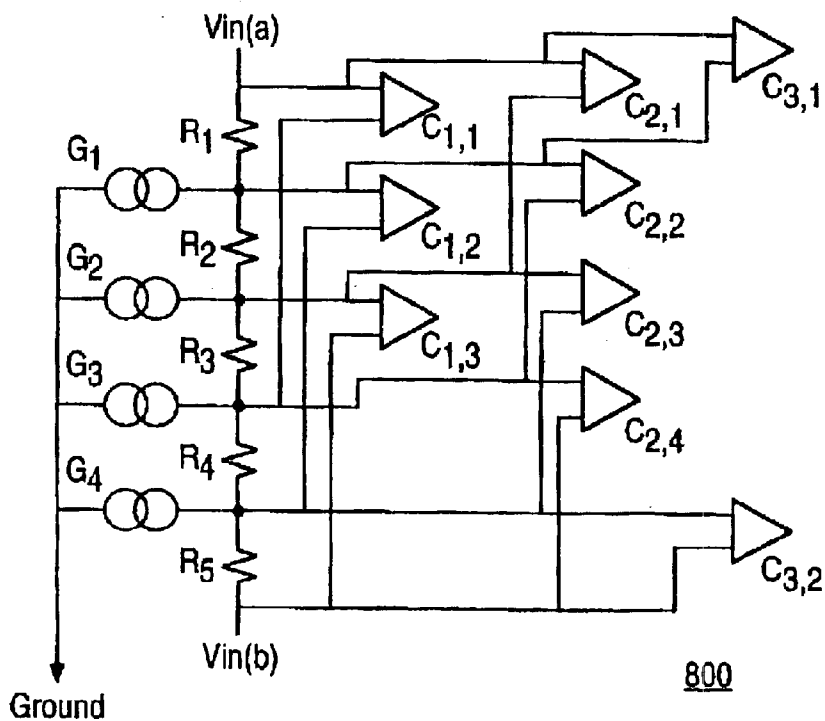 Vin(a)
C3,1
C2,1
C1,1
R1
G1
C2,2
C1,2
R2
G2
C2,3
C1,3
R3
G3
C2,4
R4
G4
C3,2
R5
Vin(b)
800
Ground